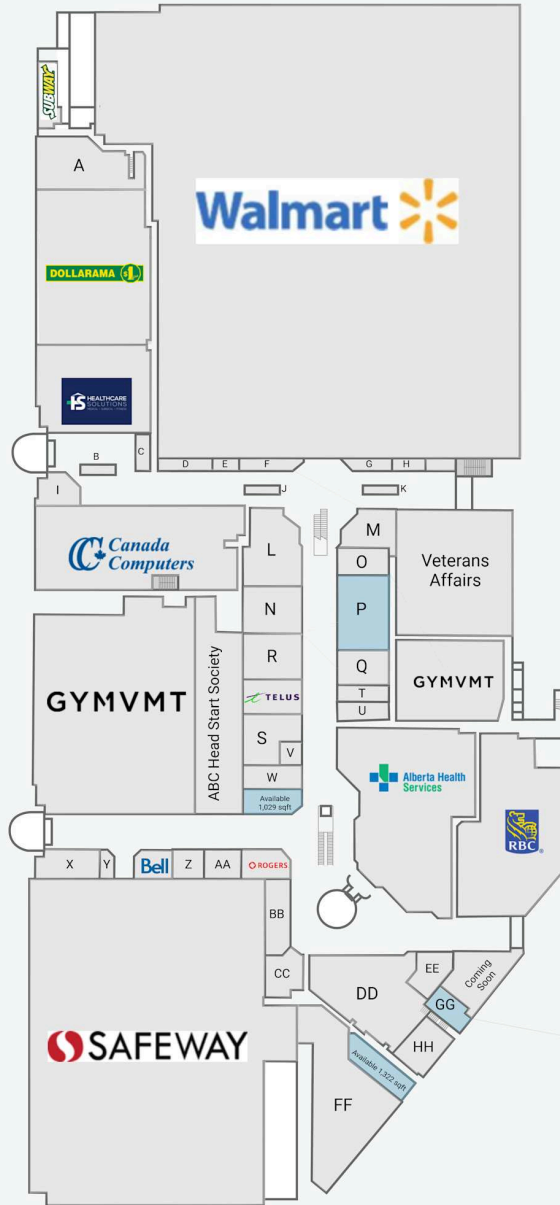 SUBWAY
A
Walmart
DOLLARAMA $1
HS HEALTHCARE
SOLUTIONS
B
C
D
E
F
G
H
I
J
K
Canada
Computers
L
M
O
Veterans
Affairs
N
P
R
Q
GYMVMT
GYMVMT
ABC Head Start Society
TELUS
T
U
S
V
W
Available
1,029 sqft
Alberta Health
Services
RBC
X
Y
Bell
Z
AA
ROGERS
BB
CC
DD
EE
Coming
Soon
GG
HH
SAFEWAY
Available 1,322 sqft
FF